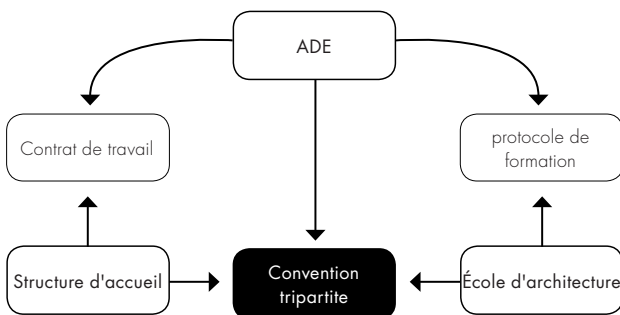 ADE
Contrat de travail
protocole de
formation
Structure d'accueil
Convention
tripartite
École d'architecture